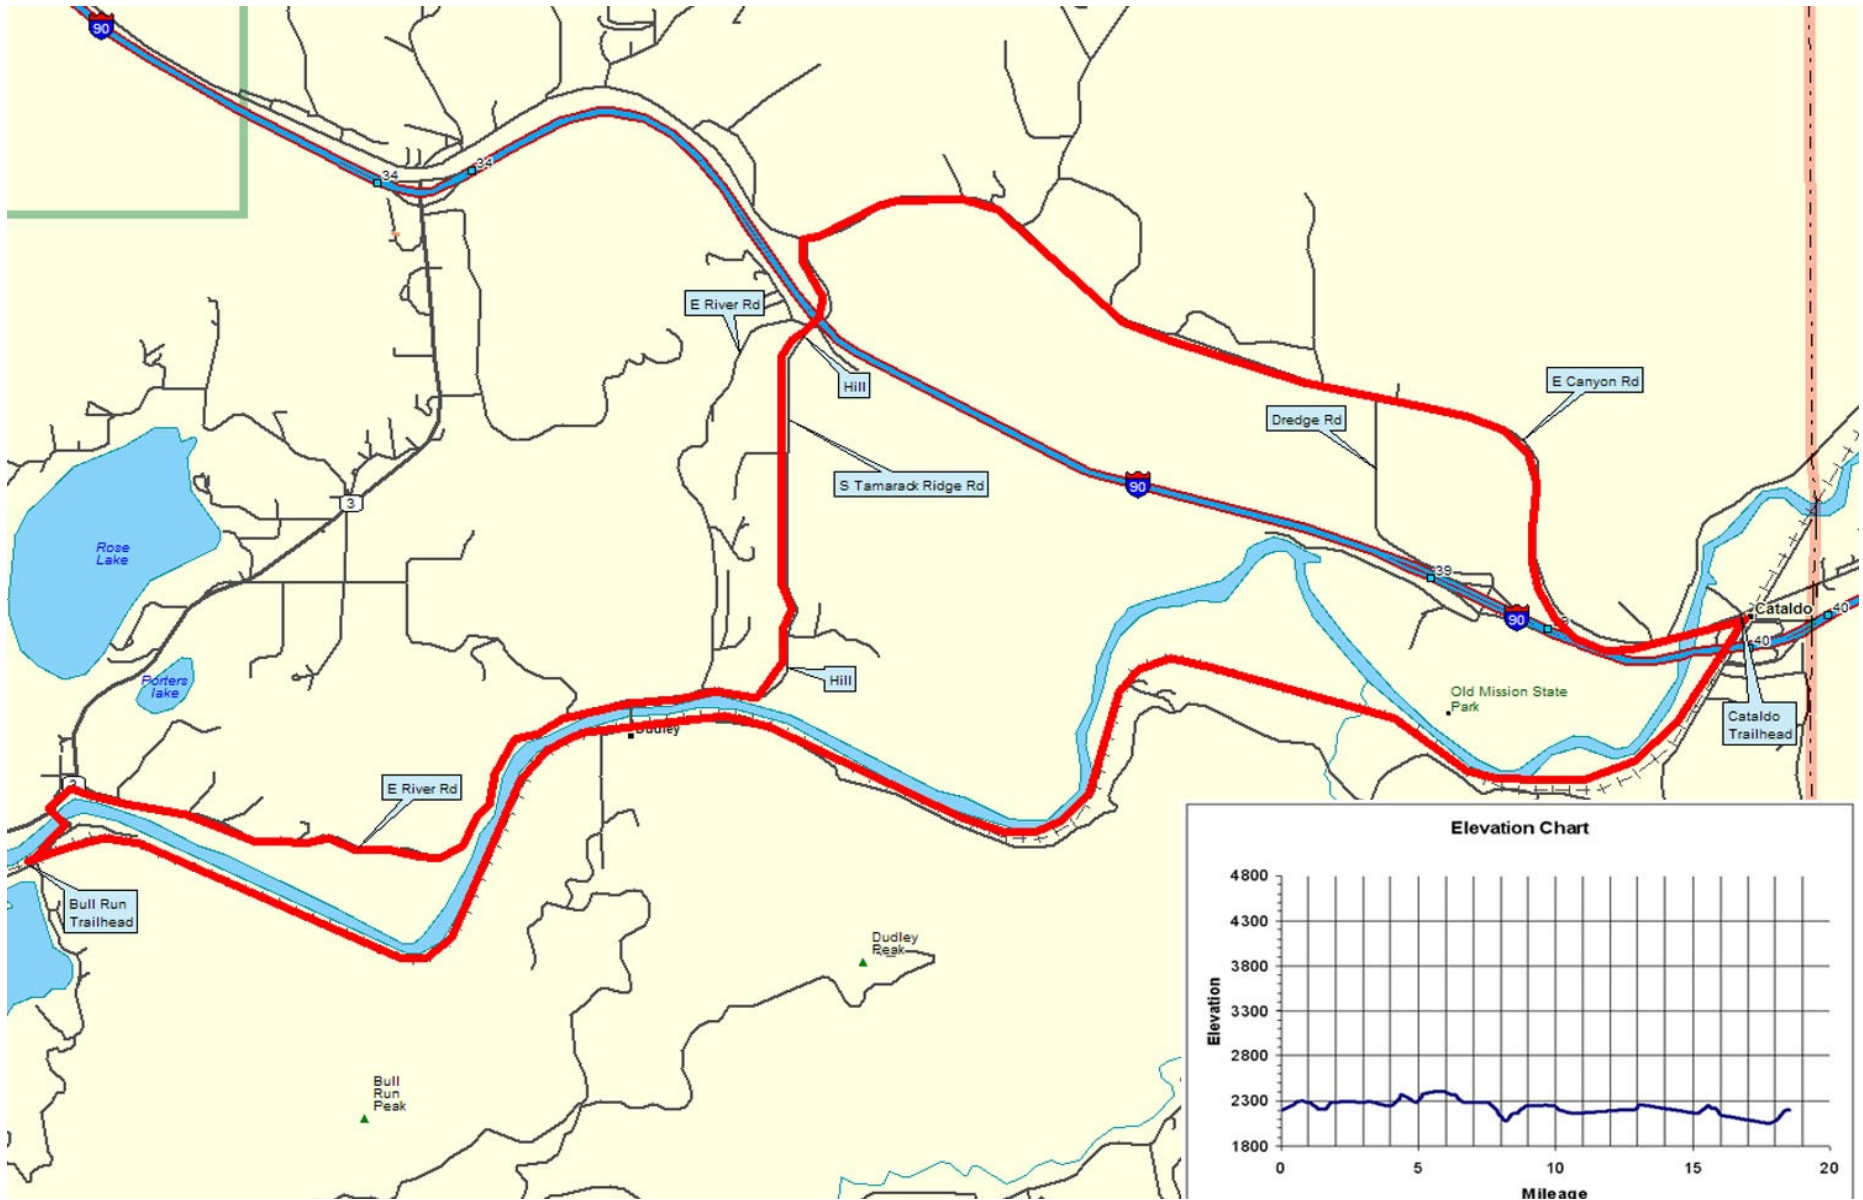 90
34
34
E River Rd
Hill
E Canyon Rd
Dredge Rd
S Tamarack Ridge Rd
90
3
Rose
Lake
39
90
Cataldo
40
40
Porters
lake
Hill
Old Mission State
Park
Cataldo
Trailhead
Dudley
3
E River Rd
Bull Run
Trailhead
Dudley
Peak
Bull
Run
Peak
Elevation Chart
4800
4300
3800
3300
2800
2300
1800
Elevation
0
5
10
15
20
Mileage